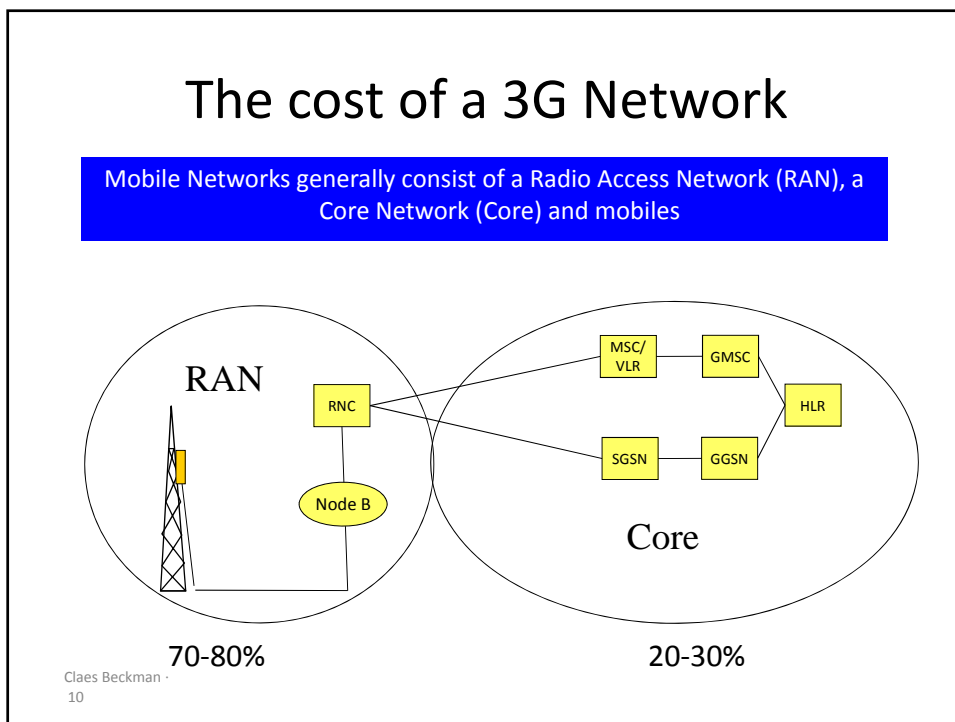 The cost of a 3G Network
Mobile Networks generally consist of a Radio Access Network (RAN), a
Core Network (Core) and mobiles
RAN
RNC
Node B
MSC/
VLR
GMSC
HLR
SGSN
GGSN
Core
70-80%
20-30%
Claes Beckman ·
10